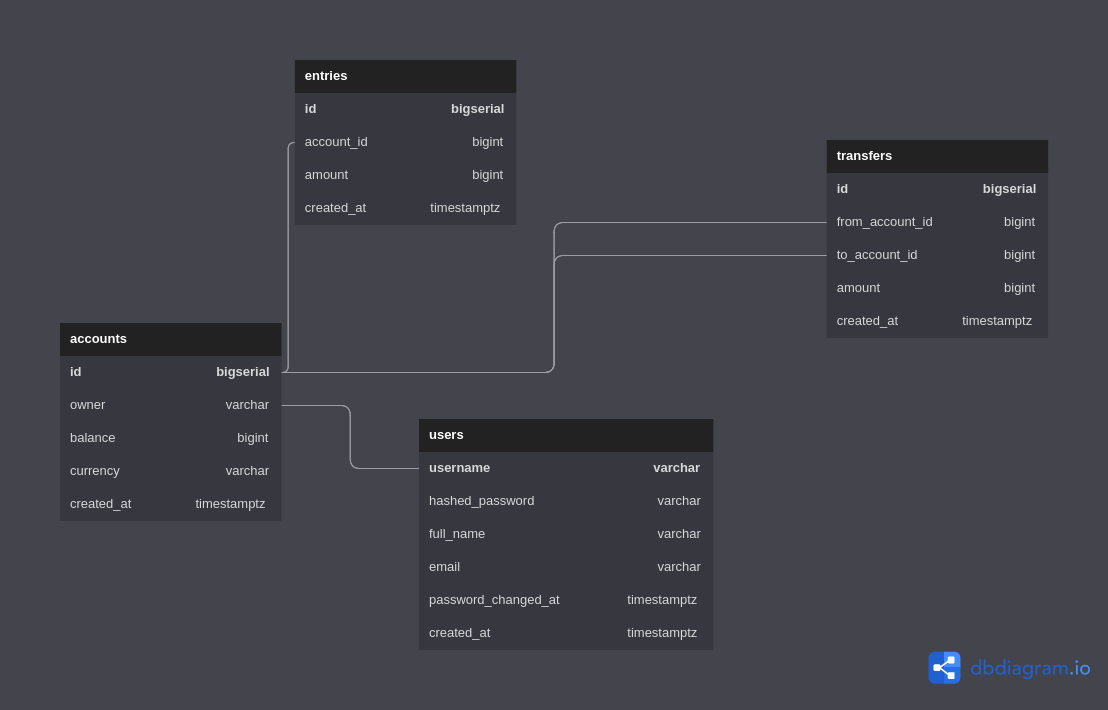 entries
id bigserial
account_id bigint
amount bigint
created_at timestamptz
transfers
id bigserial
from_account_id bigint
to_account_id bigint
amount bigint
created_at timestamptz
accounts
id bigserial
owner varchar
balance bigint
currency varchar
created_at timestamptz
users
username varchar
hashed_password varchar
full_name varchar
email varchar
password_changed_at timestamptz
created_at timestamptz
dbdiagram.io